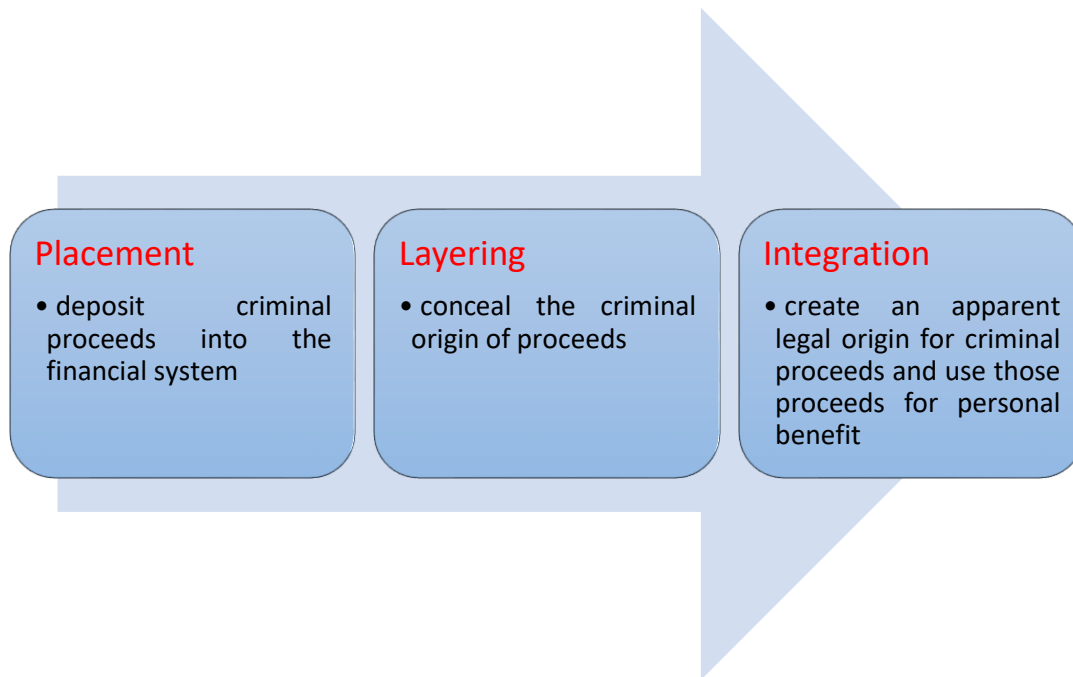 Placement
• deposit criminal
proceeds into the
financial system
Layering
• conceal the criminal
origin of proceeds
Integration
• create an apparent
legal origin for criminal
proceeds and use those
proceeds for personal
benefit